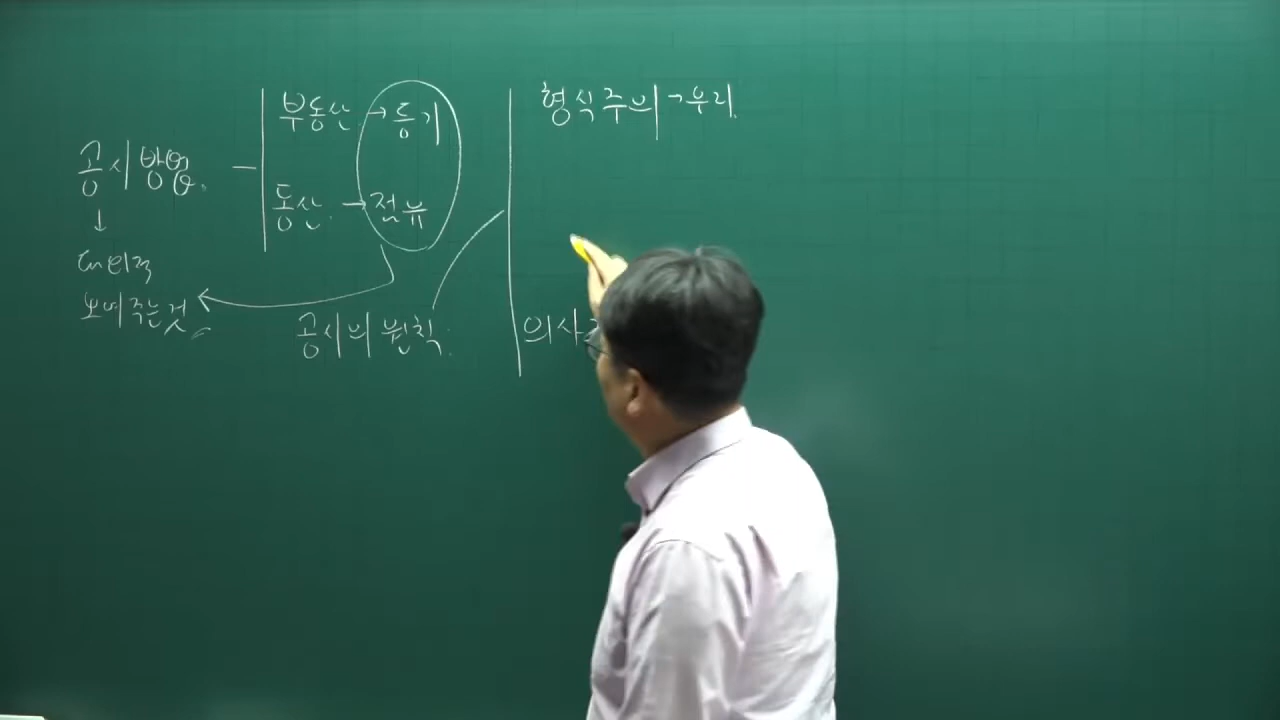 공시방법.
↓
대외적
보여주는것
부동산 → 등기
동산. → 점유
공시의 원칙.
형식주의 → 우리.
의사